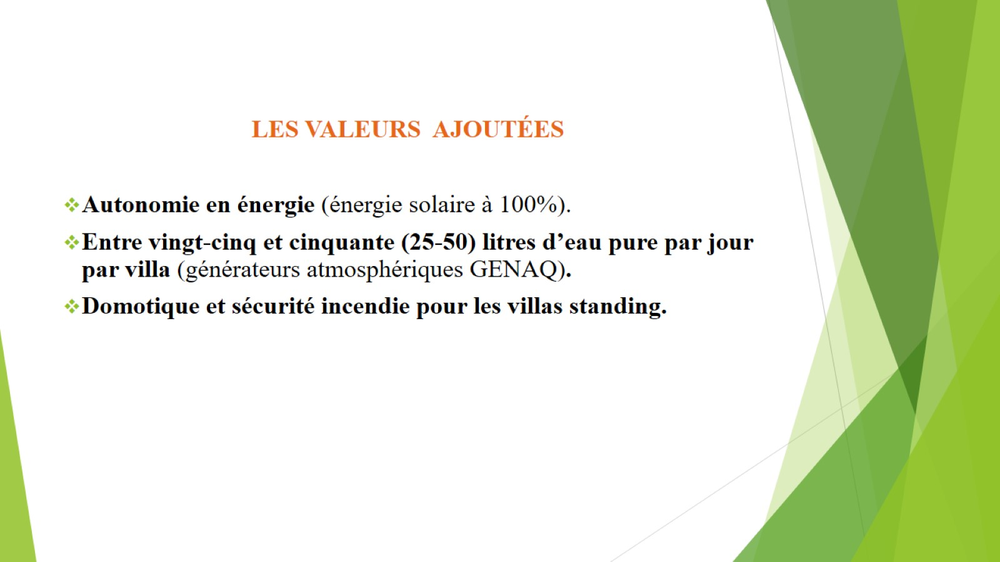 LES VALEURS  AJOUTÉES
❖Autonomie en énergie (énergie solaire à 100%).
❖Entre vingt-cinq et cinquante (25-50) litres d’eau pure par jour
par villa (générateurs atmosphériques GENAQ).
❖Domotique et sécurité incendie pour les villas standing.